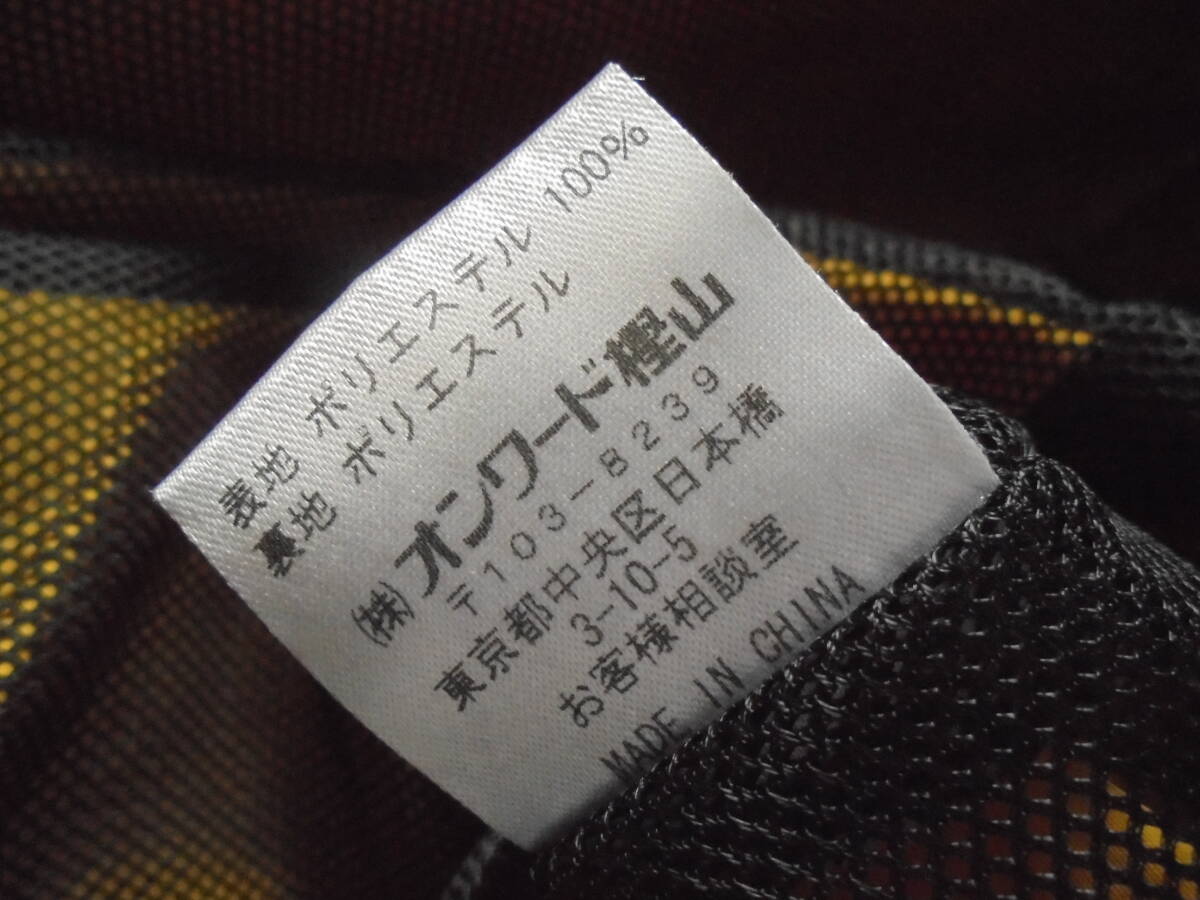 表地 ポリエステル 100%
裏地 ポリエステル
(株)オンワード樫山
〒103-8239
東京都中央区日本橋
3-10-5
お客様相談室
MADE IN CHINA